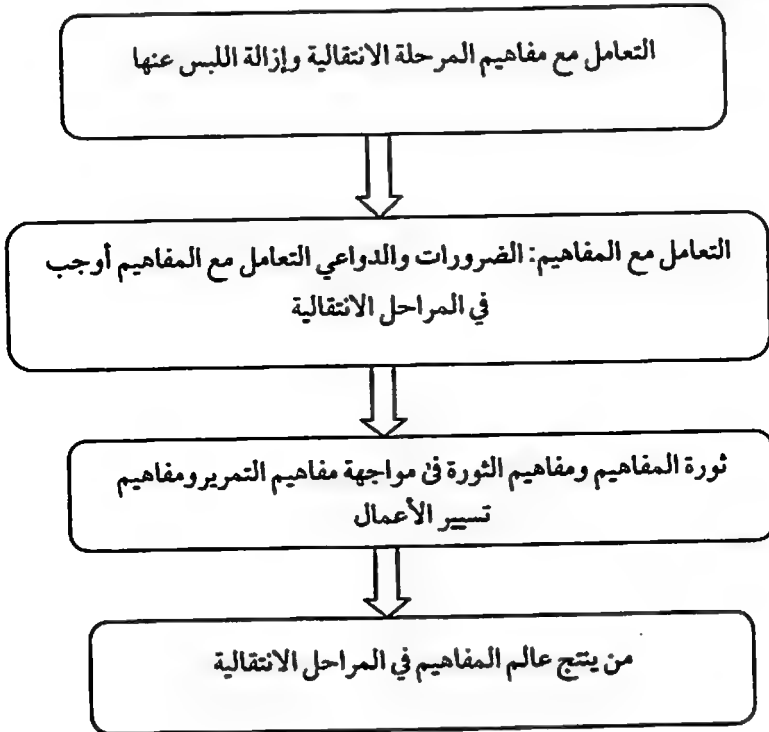 التعامل مع مفاهيم المرحلة الانتقالية وإزالة اللبس عنها
التعامل مع المفاهيم: الضرورات والدواعي التعامل مع المفاهيم أوجب
في المراحل الانتقالية
ثورة المفاهيم ومفاهيم الثورة فى مواجهة مفاهيم التمرير ومفاهيم
تسيير الأعمال
من ينتج عالم المفاهيم في المراحل الانتقالية